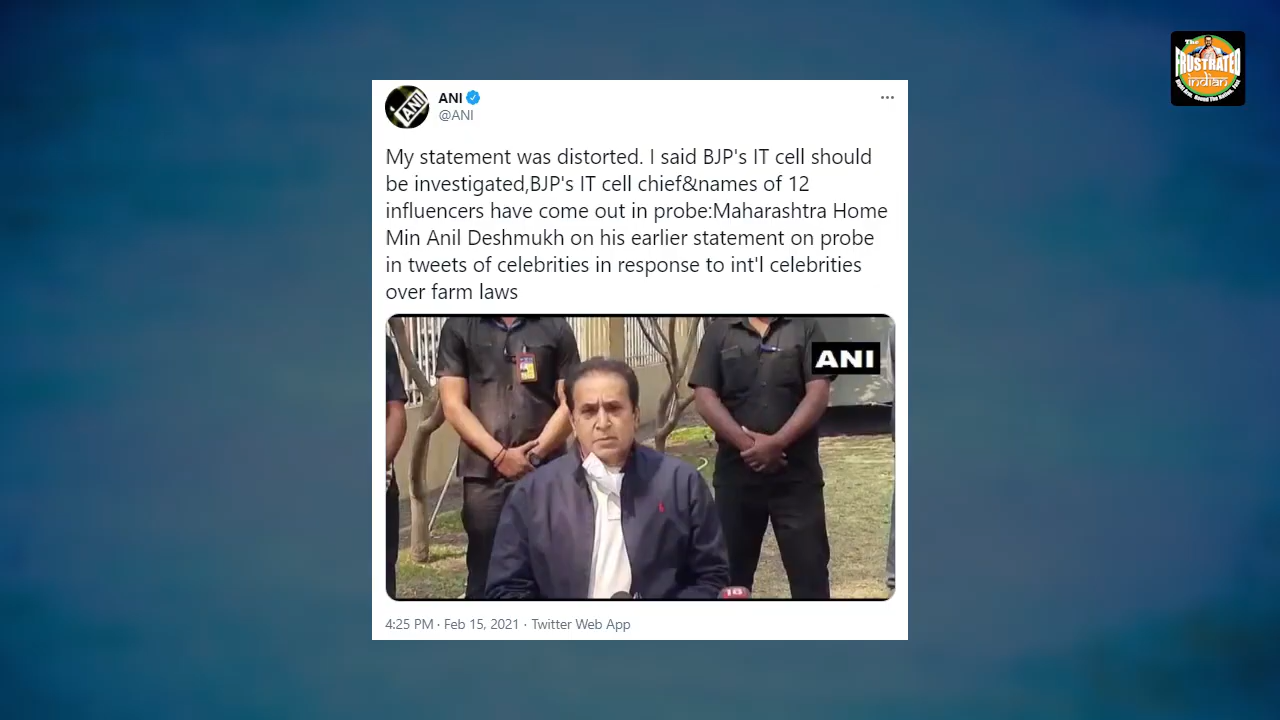 The
FRUSTRATED
indian
ANI
@ANI
My statement was distorted. I said BJP's IT cell should
be investigated,BJP's IT cell chief&names of 12
influencers have come out in probe:Maharashtra Home
Min Anil Deshmukh on his earlier statement on probe
in tweets of celebrities in response to int'l celebrities
over farm laws
ANI
18
4:25 PM · Feb 15, 2021 · Twitter Web App